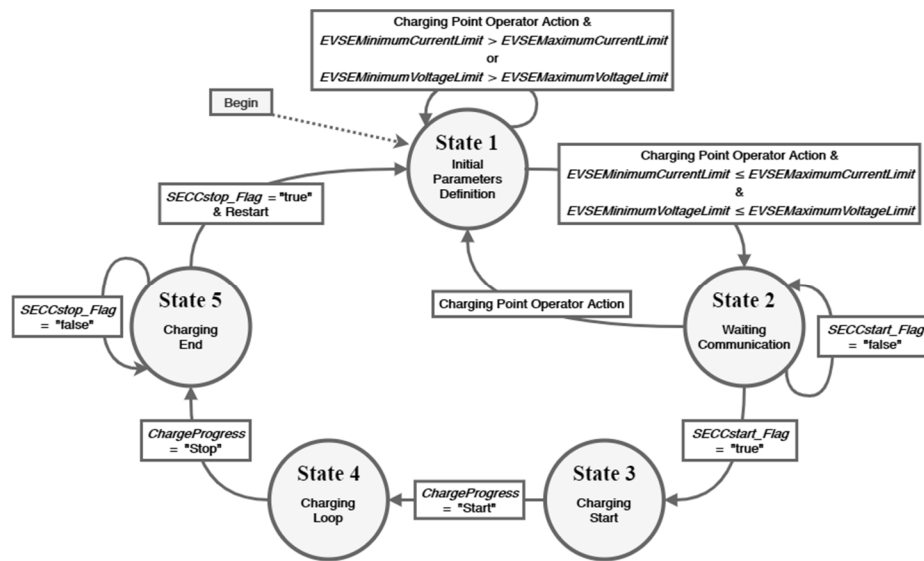 Charging Point Operator Action &
EVSEMinimumCurrentLimit > EVSEMaximumCurrentLimit
or
EVSEMinimumVoltageLimit > EVSEMaximumVoltageLimit
Begin
State 1
Initial
Parameters
Definition
Charging Point Operator Action &
EVSEMinimumCurrentLimit ≤ EVSEMaximumCurrentLimit
&
EVSEMinimumVoltageLimit ≤ EVSEMaximumVoltageLimit
SECCstop_Flag = "true"
& Restart
State 5
Charging
End
SECCstop_Flag
= "false"
Charging Point Operator Action
State 2
Waiting
Communication
SECCstart_Flag
= "false"
ChargeProgress
= "Stop"
SECCstart_Flag
= "true"
State 4
Charging
Loop
ChargeProgress
= "Start"
State 3
Charging
Start